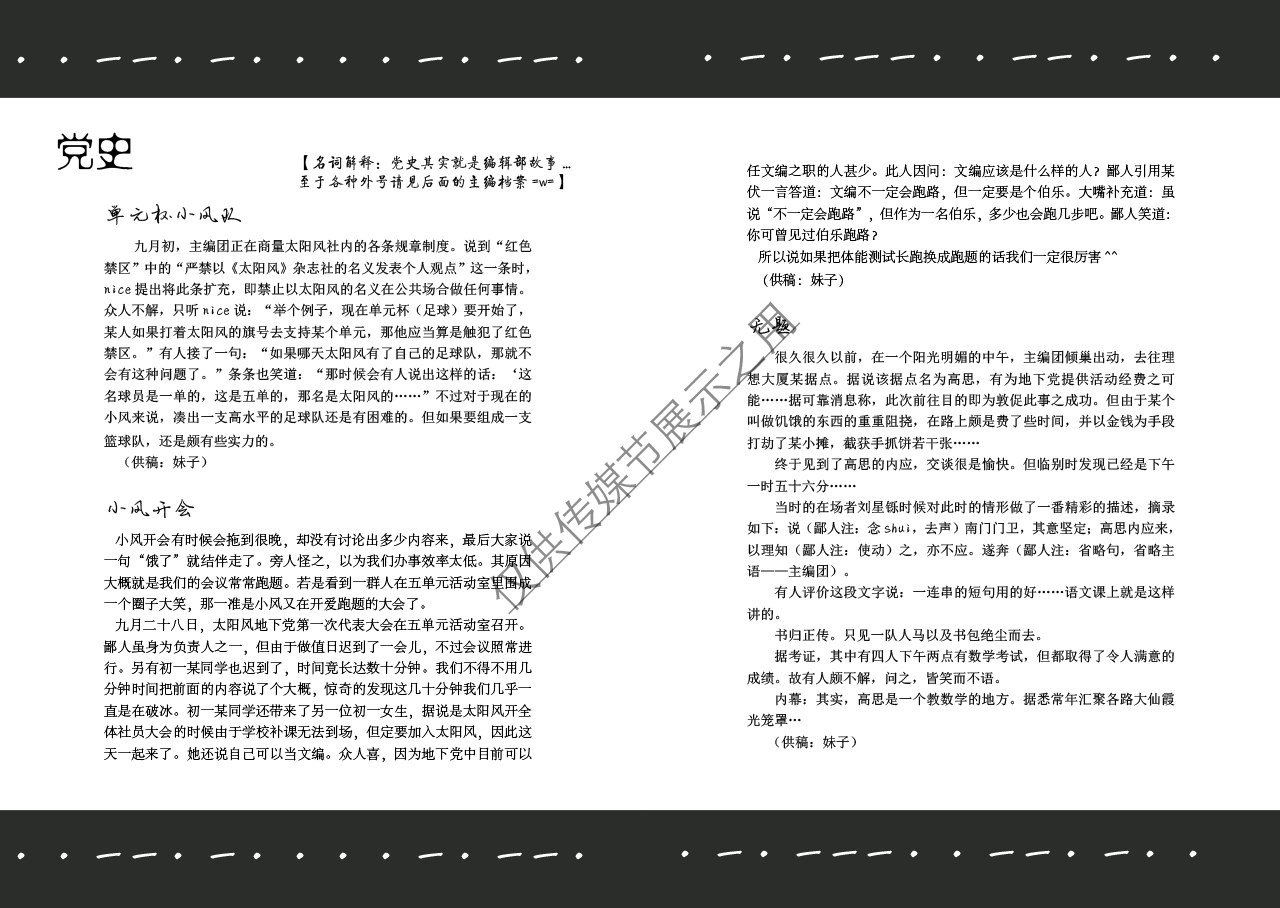 党史
【名词解释：党史其实就是编辑部故事...
至于各种外号请见后面的主编档案=w=】
单元杯小风队
九月初，主编团正在商量太阳风社内的各条规章制度。说到“红色
禁区”中的“严禁以《太阳风》杂志社的名义发表个人观点”这一条时，
nice提出将此条扩充，即禁止以太阳风的名义在公共场合做任何事情。
众人不解，只听nice说：“举个例子，现在单元杯（足球）要开始了，
某人如果打着太阳风的旗号去支持某个单元，那他应当算是触犯了红色
禁区。”有人接了一句：“如果哪天太阳风有了自己的足球队，那就不
会有这种问题了。”条条也笑道：“那时候会有人说出这样的话：‘这
名球员是一单的，这是五单的，那名是太阳风的……”不过对于现在的
小风来说，凑出一支高水平的足球队还是有困难的。但如果要组成一支
篮球队，还是颇有些实力的。
（供稿：妹子）
小风开会
小风开会有时候会拖到很晚，却没有讨论出多少内容来，最后大家说
一句“饿了”就结伴走了。旁人怪之，以为我们办事效率太低。其原因
大概就是我们的会议常常跑题。若是看到一群人在五单元活动室里围成
一个圈子大笑，那一准是小风又在开爱跑题的大会了。
九月二十八日，太阳风地下党第一次代表大会在五单元活动室召开。
鄙人虽身为负责人之一，但由于做值日迟到了一会儿，不过会议照常进
行。另有初一某同学也迟到了，时间竟长达数十分钟。我们不得不用几
分钟时间把前面的内容说了个大概，惊奇的发现这几十分钟我们几乎一
直是在破冰。初一某同学还带来了另一位初一女生，据说是太阳风开全
体社员大会的时候由于学校补课无法到场，但定要加入太阳风，因此这
天一起来了。她还说自己可以当文编。众人喜，因为地下党中目前可以
任文编之职的人甚少。此人因问：文编应该是什么样的人？鄙人引用某
伏一言答道：文编不一定会跑路，但一定要是个伯乐。大嘴补充道：虽
说“不一定会跑路”，但作为一名伯乐，多少也会跑几步吧。鄙人笑道：
你可曾见过伯乐跑路？
所以说如果把体能测试长跑换成跑题的话我们一定很厉害^^
（供稿：妹子）
无题
很久很久以前，在一个阳光明媚的中午，主编团倾巢出动，去往理
想大厦某据点。据说该据点名为高思，有为地下党提供活动经费之可
能……据可靠消息称，此次前往目的即为敦促此事之成功。但由于某个
叫做饥饿的东西的重重阻挠，在路上颇是费了些时间，并以金钱为手段
打劫了某小摊，截获手抓饼若干张……
终于见到了高思的内应，交谈很是愉快。但临别时发现已经是下午
一时五十六分……
当时的在场者刘星铄时候对此时的情形做了一番精彩的描述，摘录
如下：说（鄙人注：念shui，去声）南门门卫，其意坚定；高思内应来，
以理知（鄙人注：使动）之，亦不应。遂奔（鄙人注：省略句，省略主
语——主编团）。
有人评价这段文字说：一连串的短句用的好……语文课上就是这样
讲的。
书归正传。只见一队人马以及书包绝尘而去。
据考证，其中有四人下午两点有数学考试，但都取得了令人满意的
成绩。故有人颇不解，问之，皆笑而不语。
内幕：其实，高思是一个教数学的地方。据悉常年汇聚各路大仙霞
光笼罩…
（供稿：妹子）
仅供传媒节展示之用